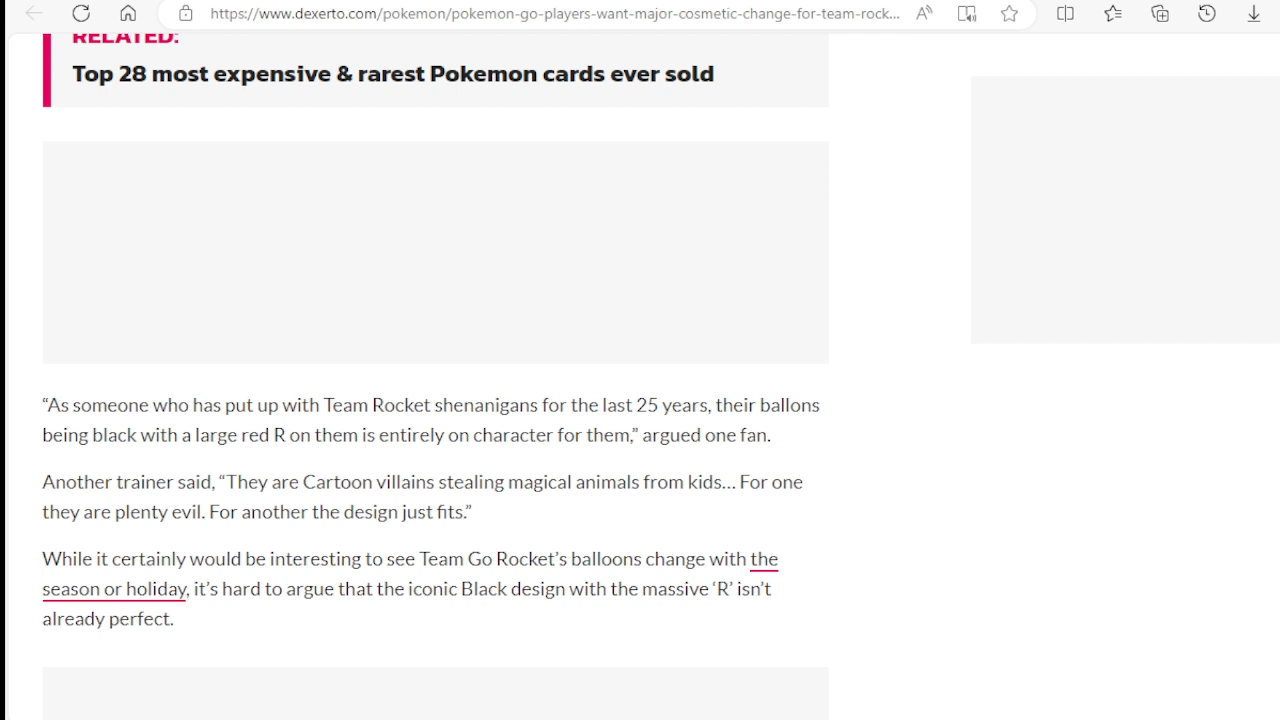 https://www.dexerto.com/pokemon/pokemon-go-players-want-major-cosmetic-change-for-team-rock...
RELATED:
Top 28 most expensive & rarest Pokemon cards ever sold
“As someone who has put up with Team Rocket shenanigans for the last 25 years, their ballons
being black with a large red R on them is entirely on character for them,” argued one fan.
Another trainer said, “They are Cartoon villains stealing magical animals from kids… For one
they are plenty evil. For another the design just fits.”
While it certainly would be interesting to see Team Go Rocket’s balloons change with the
season or holiday, it’s hard to argue that the iconic Black design with the massive ‘R’ isn’t
already perfect.